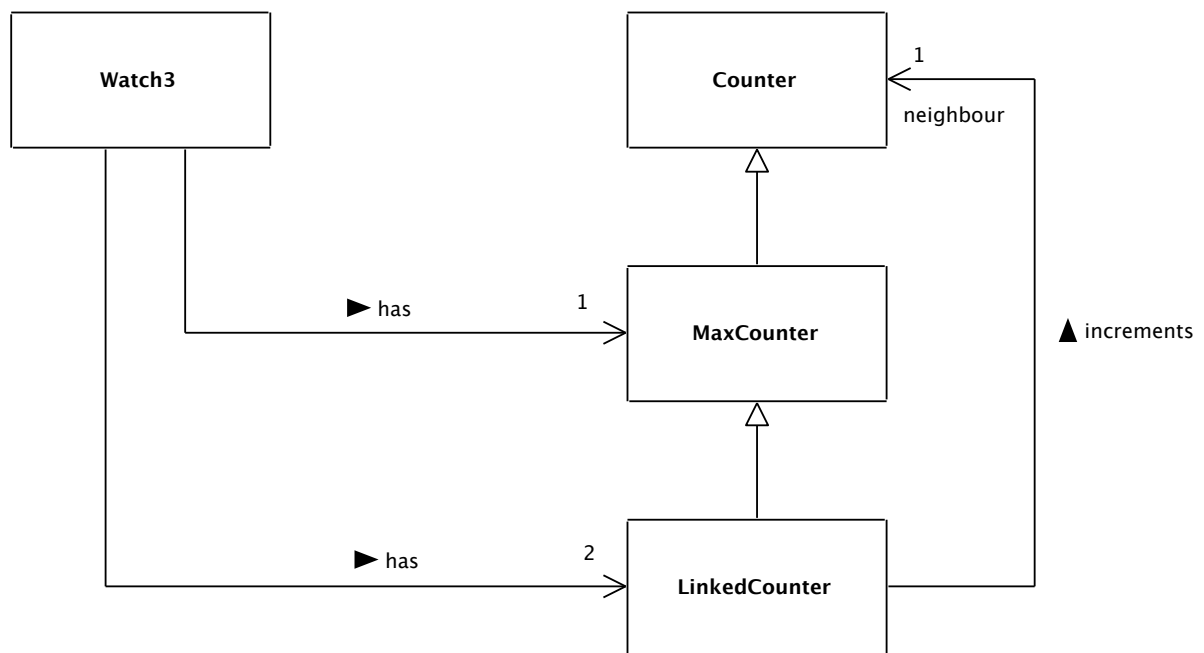 Watch3
Counter
1
neighbour
▶ has
1
MaxCounter
▲ increments
▶ has
2
LinkedCounter